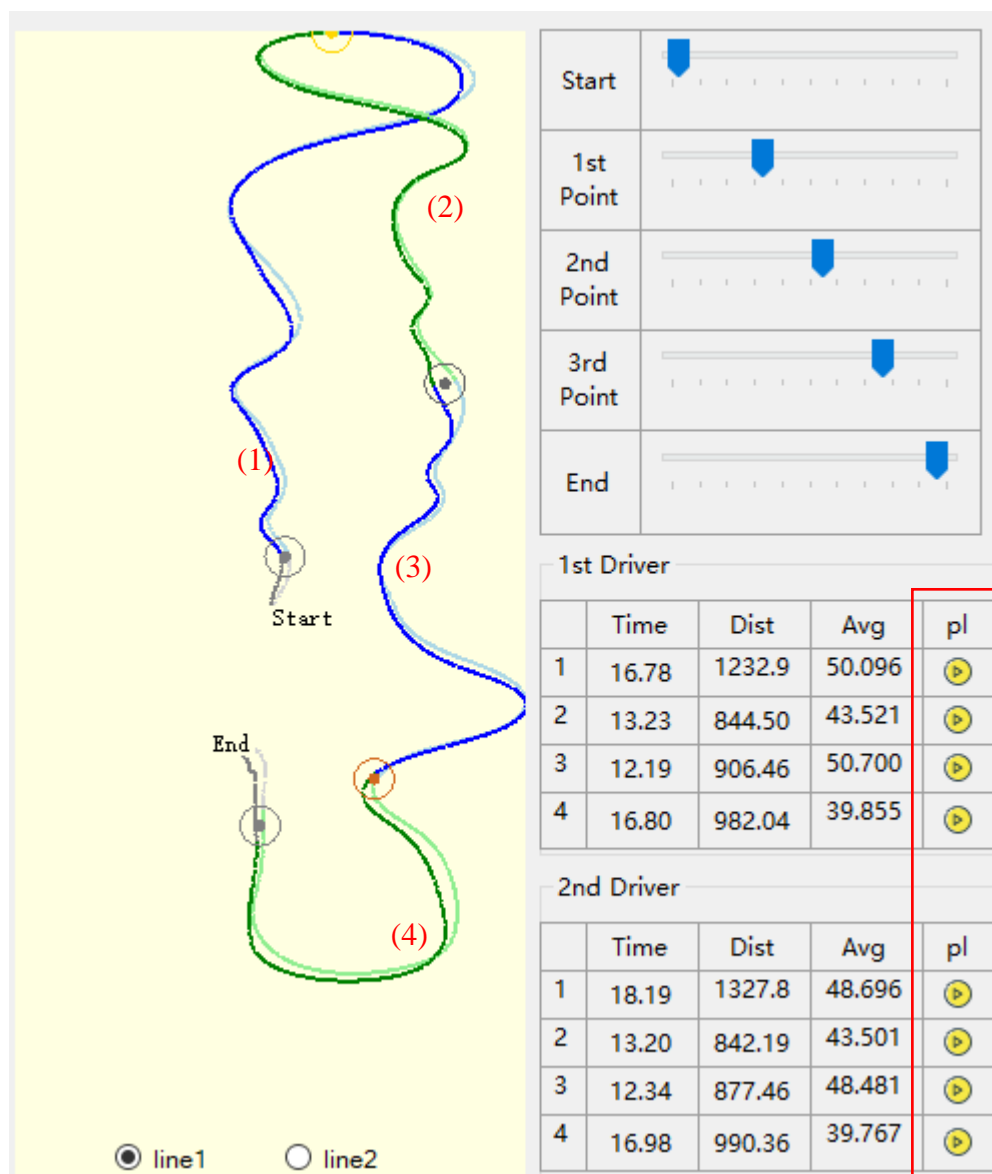 Start
1st
Point
2nd
Point
3rd
Point
End
(2)
(1)
(3)
Start
End
(4)
line1 line2
1st Driver
Time Dist Avg pl
1 16.78 1232.9 50.096
2 13.23 844.50 43.521
3 12.19 906.46 50.700
4 16.80 982.04 39.855
2nd Driver
Time Dist Avg pl
1 18.19 1327.8 48.696
2 13.20 842.19 43.501
3 12.34 877.46 48.481
4 16.98 990.36 39.767